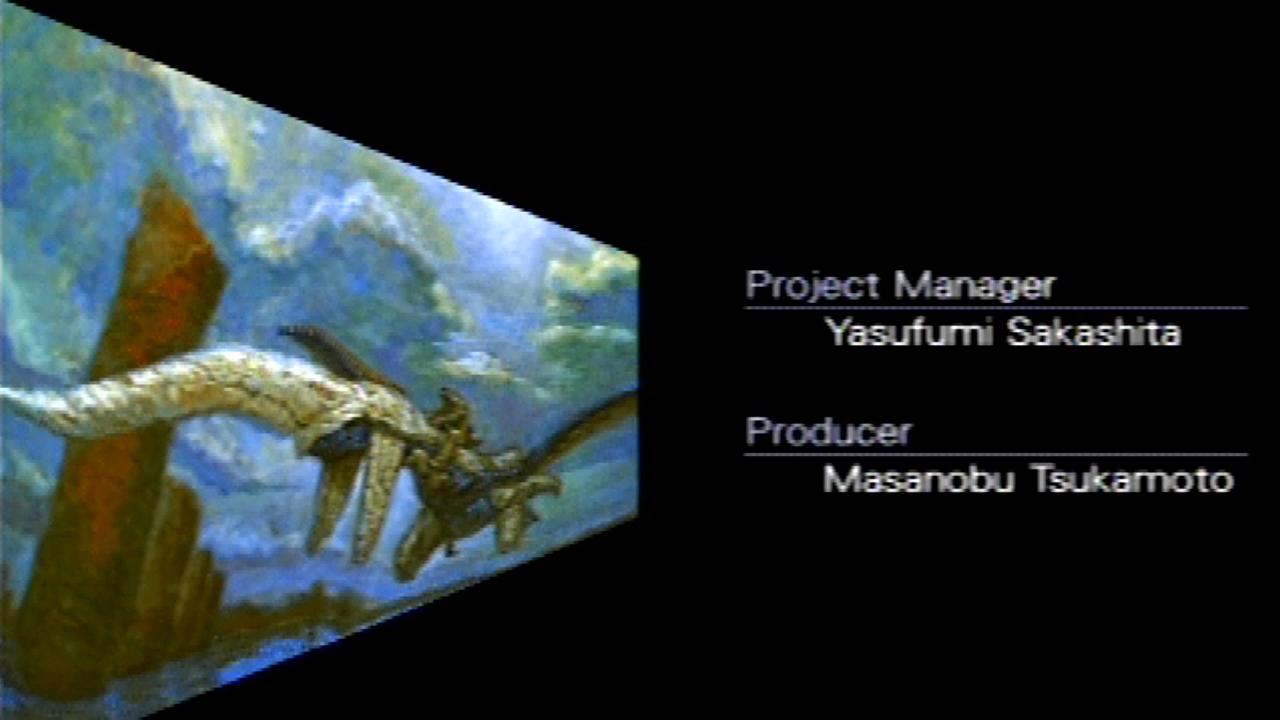 Project Manager
Yasufumi Sakashita
Producer
Masanobu Tsukamoto